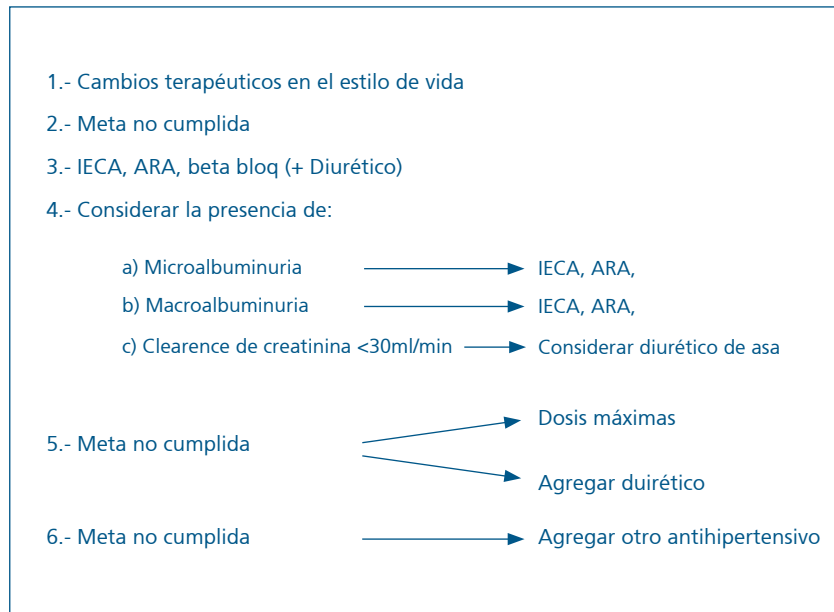 1.- Cambios terapéuticos en el estilo de vida
2.- Meta no cumplida
3.- IECA, ARA, beta bloq (+ Diurético)
4.- Considerar la presencia de:
a) Microalbuminuria IECA, ARA,
b) Macroalbuminuria IECA, ARA,
c) Clearence de creatinina <30ml/min Considerar diurético de asa
5.- Meta no cumplida
Dosis máximas
Agregar duirético
6.- Meta no cumplida Agregar otro antihipertensivo